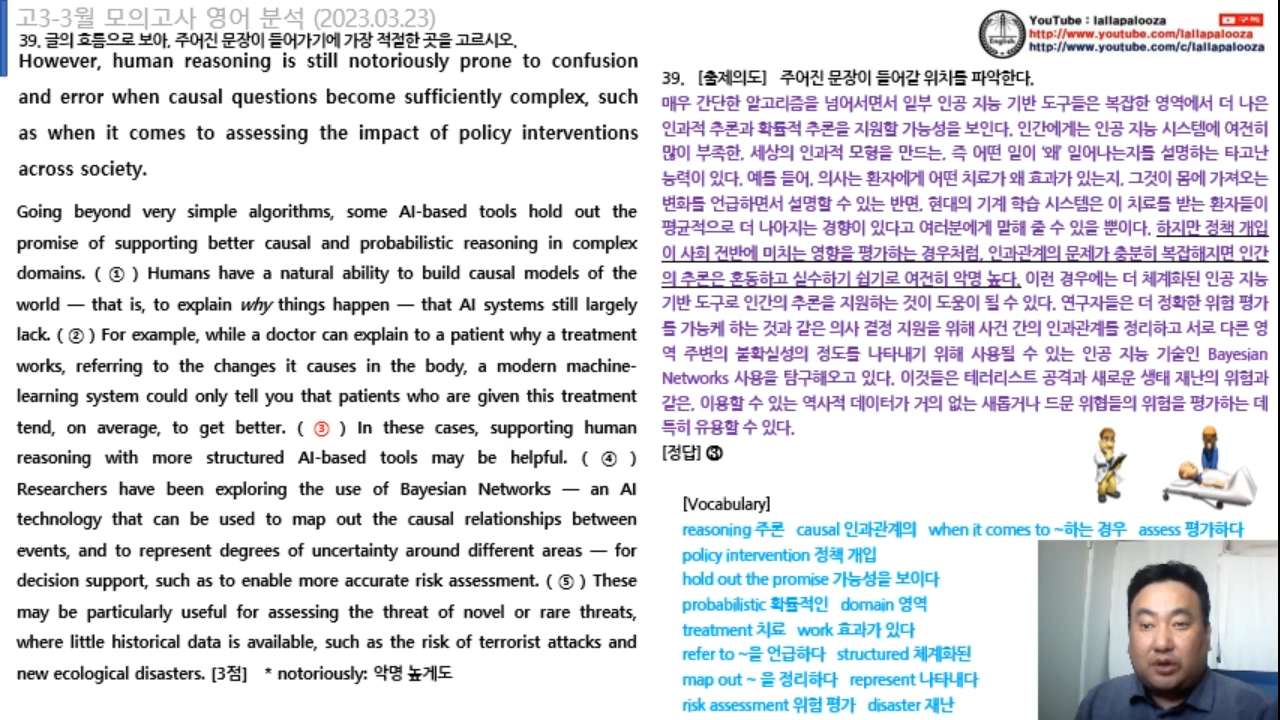 고3-3월 모의고사 영어 분석 (2023.03.23)
39. 글의 흐름으로 보아, 주어진 문장이 들어가기에 가장 적절한 곳을 고르시오.
However, human reasoning is still notoriously prone to confusion
and error when causal questions become sufficiently complex, such
as when it comes to assessing the impact of policy interventions
across society.
Going beyond very simple algorithms, some AI-based tools hold out the
promise of supporting better causal and probabilistic reasoning in complex
domains. ( ① ) Humans have a natural ability to build causal models of the
world — that is, to explain why things happen — that AI systems still largely
lack. ( ② ) For example, while a doctor can explain to a patient why a treatment
works, referring to the changes it causes in the body, a modern machine-
learning system could only tell you that patients who are given this treatment
tend, on average, to get better. ( ③ ) In these cases, supporting human
reasoning with more structured AI-based tools may be helpful. ( ④ )
Researchers have been exploring the use of Bayesian Networks — an AI
technology that can be used to map out the causal relationships between
events, and to represent degrees of uncertainty around different areas — for
decision support, such as to enable more accurate risk assessment. ( ⑤ ) These
may be particularly useful for assessing the threat of novel or rare threats,
where little historical data is available, such as the risk of terrorist attacks and
new ecological disasters. [3점] * notoriously: 악명 높게도
English
YouTube : lallapalooza
구독
http://www.youtube.com/lallapalooza
http://www.youtube.com/c/lallapalooza
39. [출제의도] 주어진 문장이 들어갈 위치를 파악한다.
매우 간단한 알고리즘을 넘어서면서 일부 인공 지능 기반 도구들은 복잡한 영역에서 더 나은
인과적 추론과 확률적 추론을 지원할 가능성을 보인다. 인간에게는 인공 지능 시스템에 여전히
많이 부족한, 세상의 인과적 모형을 만드는, 즉 어떤 일이 '왜' 일어나는지를 설명하는 타고난
능력이 있다. 예를 들어, 의사는 환자에게 어떤 치료가 왜 효과가 있는지, 그것이 몸에 가져오는
변화를 언급하면서 설명할 수 있는 반면, 현대의 기계 학습 시스템은 이 치료를 받는 환자들이
평균적으로 더 나아지는 경향이 있다고 여러분에게 말해 줄 수 있을 뿐이다. 하지만 정책 개입
이 사회 전반에 미치는 영향을 평가하는 경우처럼, 인과관계의 문제가 충분히 복잡해지면 인간
의 추론은 혼동하고 실수하기 쉽기로 여전히 악명 높다. 이런 경우에는 더 체계화된 인공 지능
기반 도구로 인간의 추론을 지원하는 것이 도움이 될 수 있다. 연구자들은 더 정확한 위험 평가
를 가능케 하는 것과 같은 의사 결정 지원을 위해 사건 간의 인과관계를 정리하고 서로 다른 영
역 주변의 불확실성의 정도를 나타내기 위해 사용될 수 있는 인공 지능 기술인 Bayesian
Networks 사용을 탐구해오고 있다. 이것들은 테러리스트 공격과 새로운 생태 재난의 위험과
같은, 이용할 수 있는 역사적 데이터가 거의 없는 새롭거나 드문 위협들의 위험을 평가하는 데
특히 유용할 수 있다.
[정답] ③
[Vocabulary]
reasoning 추론 causal 인과관계의 when it comes to ~하는 경우 assess 평가하다
policy intervention 정책 개입
hold out the promise 가능성을 보이다
probabilistic 확률적인 domain 영역
treatment 치료 work 효과가 있다
refer to ~을 언급하다 structured 체계화된
map out ~ 을 정리하다 represent 나타내다
risk assessment 위험 평가 disaster 재난